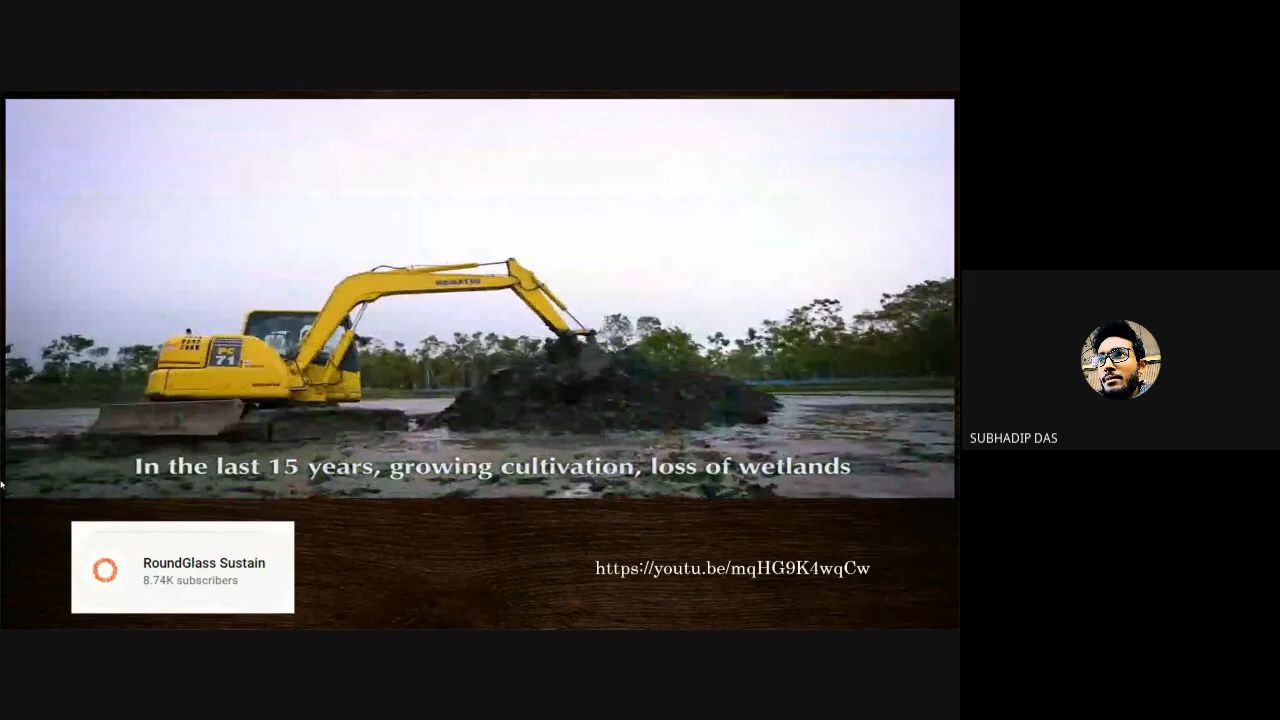 KOMATSU
PC
71
In the last 15 years, growing cultivation, loss of wetlands
RoundGlass Sustain
8.74K subscribers
https://youtu.be/mqHG9K4wqCw
SUBHADIP DAS